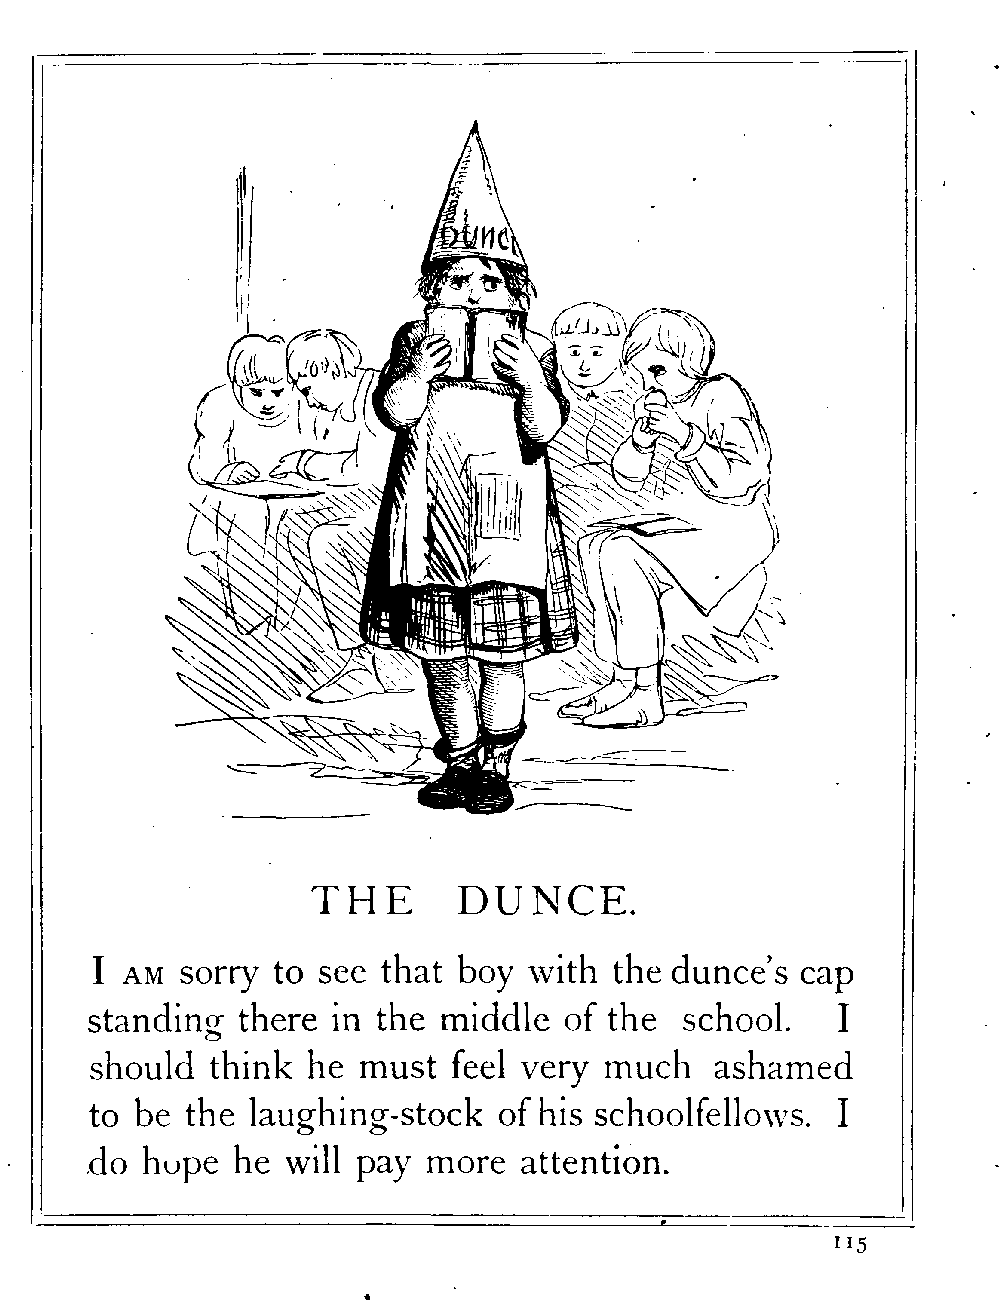 DUNCE
THE DUNCE.
I AM sorry to see that boy with the dunce's cap
standing there in the middle of the school. I
should think he must feel very much ashamed
to be the laughing-stock of his schoolfellows. I
do hope he will pay more attention.
115